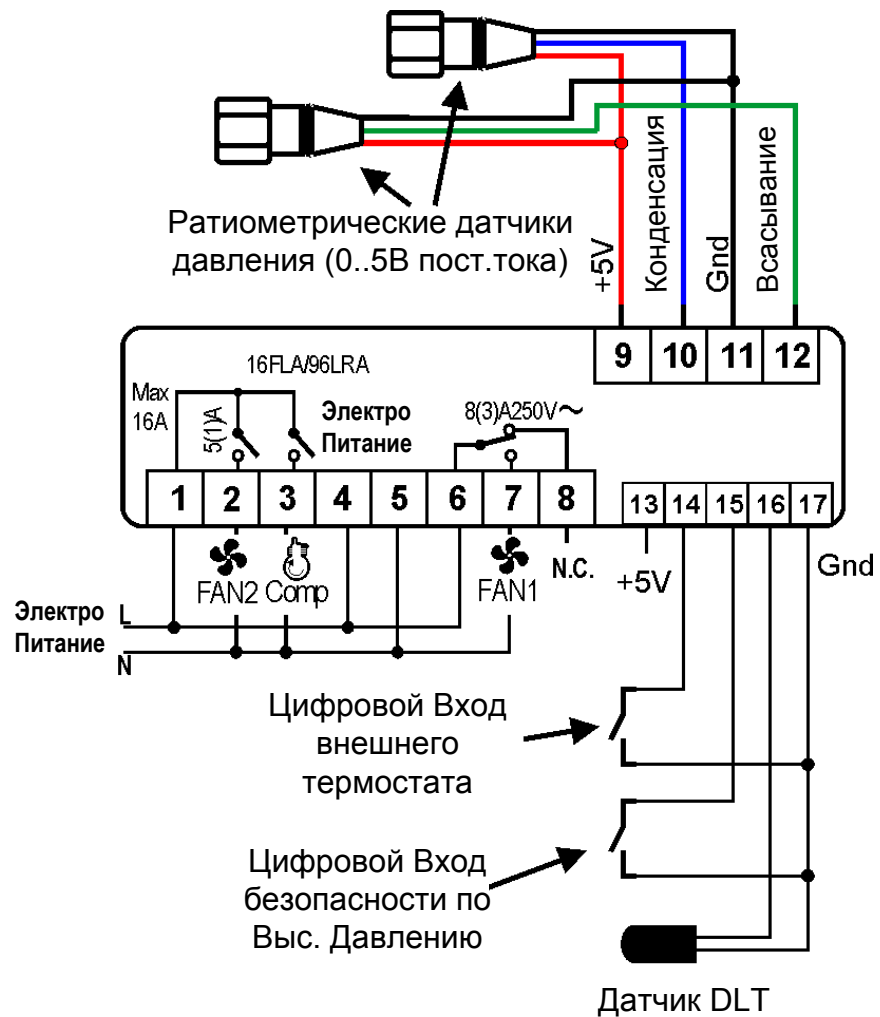 Ратиометрические датчики
давления (0..5В пост.тока)
+5V
Конденсация
Gnd
Всасывание
9 10 11 12
16FLA/96LRA
Max
16A
5(1)A
Электро
Питание
8(3)A250V~
1 2 3 4 5 6 7 8
13 14 15 16 17
FAN2 Comp
FAN1
N.C.
+5V
Gnd
Электро
Питание
L
N
Цифровой Вход
внешнего
термостата
Цифровой Вход
безопасности по
Выс. Давлению
Датчик DLT